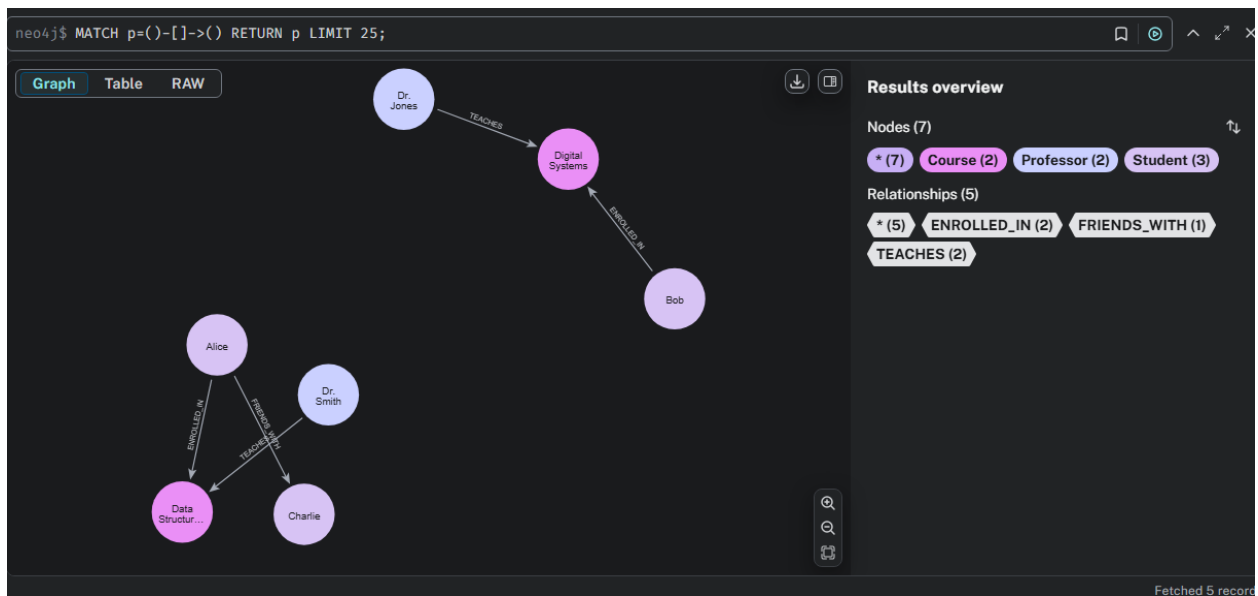 neo4j$ MATCH p=()-[]->() RETURN p LIMIT 25;
Graph Table RAW
Dr.
Jones
TEACHES
Digital
Systems
ENROLLED_IN
Bob
Alice
Dr.
Smith
ENROLLED_IN
FRIENDS_WITH
TEACHES
Data
Structur...
Charlie
Results overview
Nodes (7)
* (7) Course (2) Professor (2) Student (3)
Relationships (5)
* (5) ENROLLED_IN (2) FRIENDS_WITH (1)
TEACHES (2)
Fetched 5 record